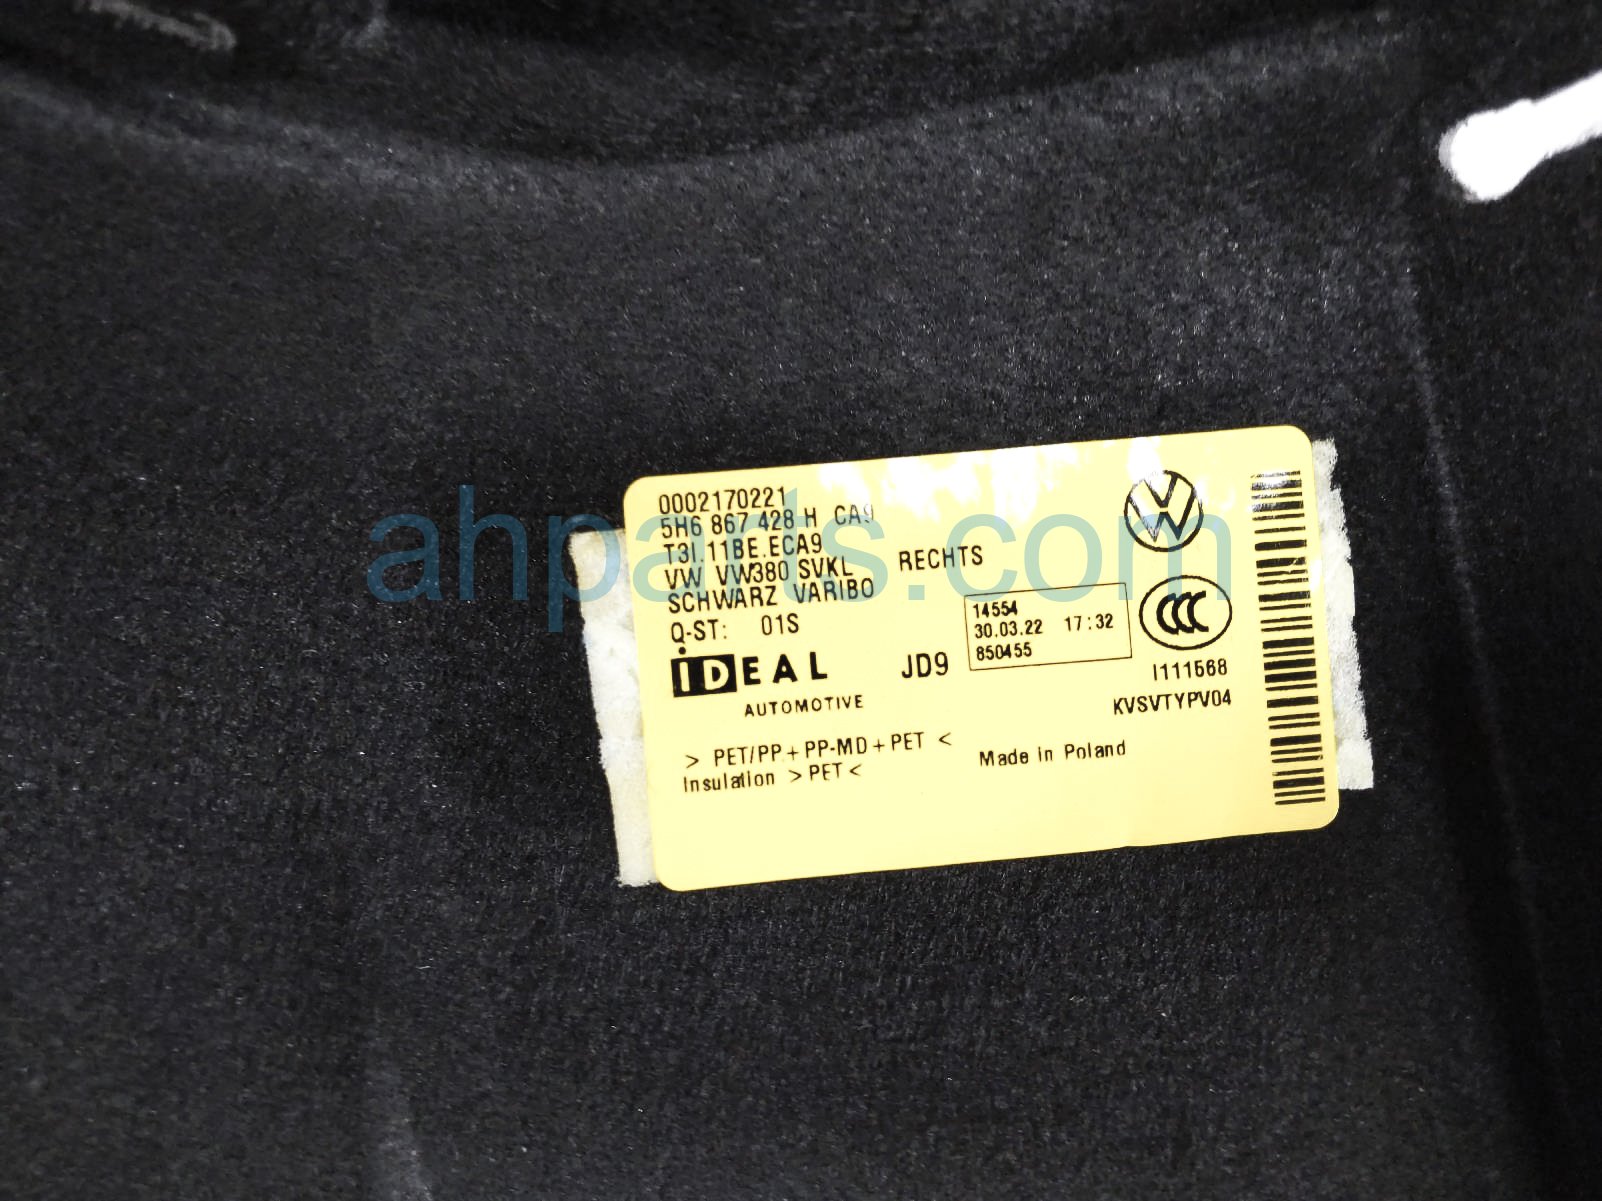 0002170221
5H6 867 428 H CA9
T3I.11BE.ECA9
VW VW380 SVKL RECHTS
SCHWARZ VARIBO
Q-ST: 01S
14554
30.03.22 17:32
850455
iDEAL
AUTOMOTIVE
JD9
I111568
KVSVTYPV04
> PET/PP + PP-MD + PET <
Insulation > PET <
Made in Poland
ahparts.com